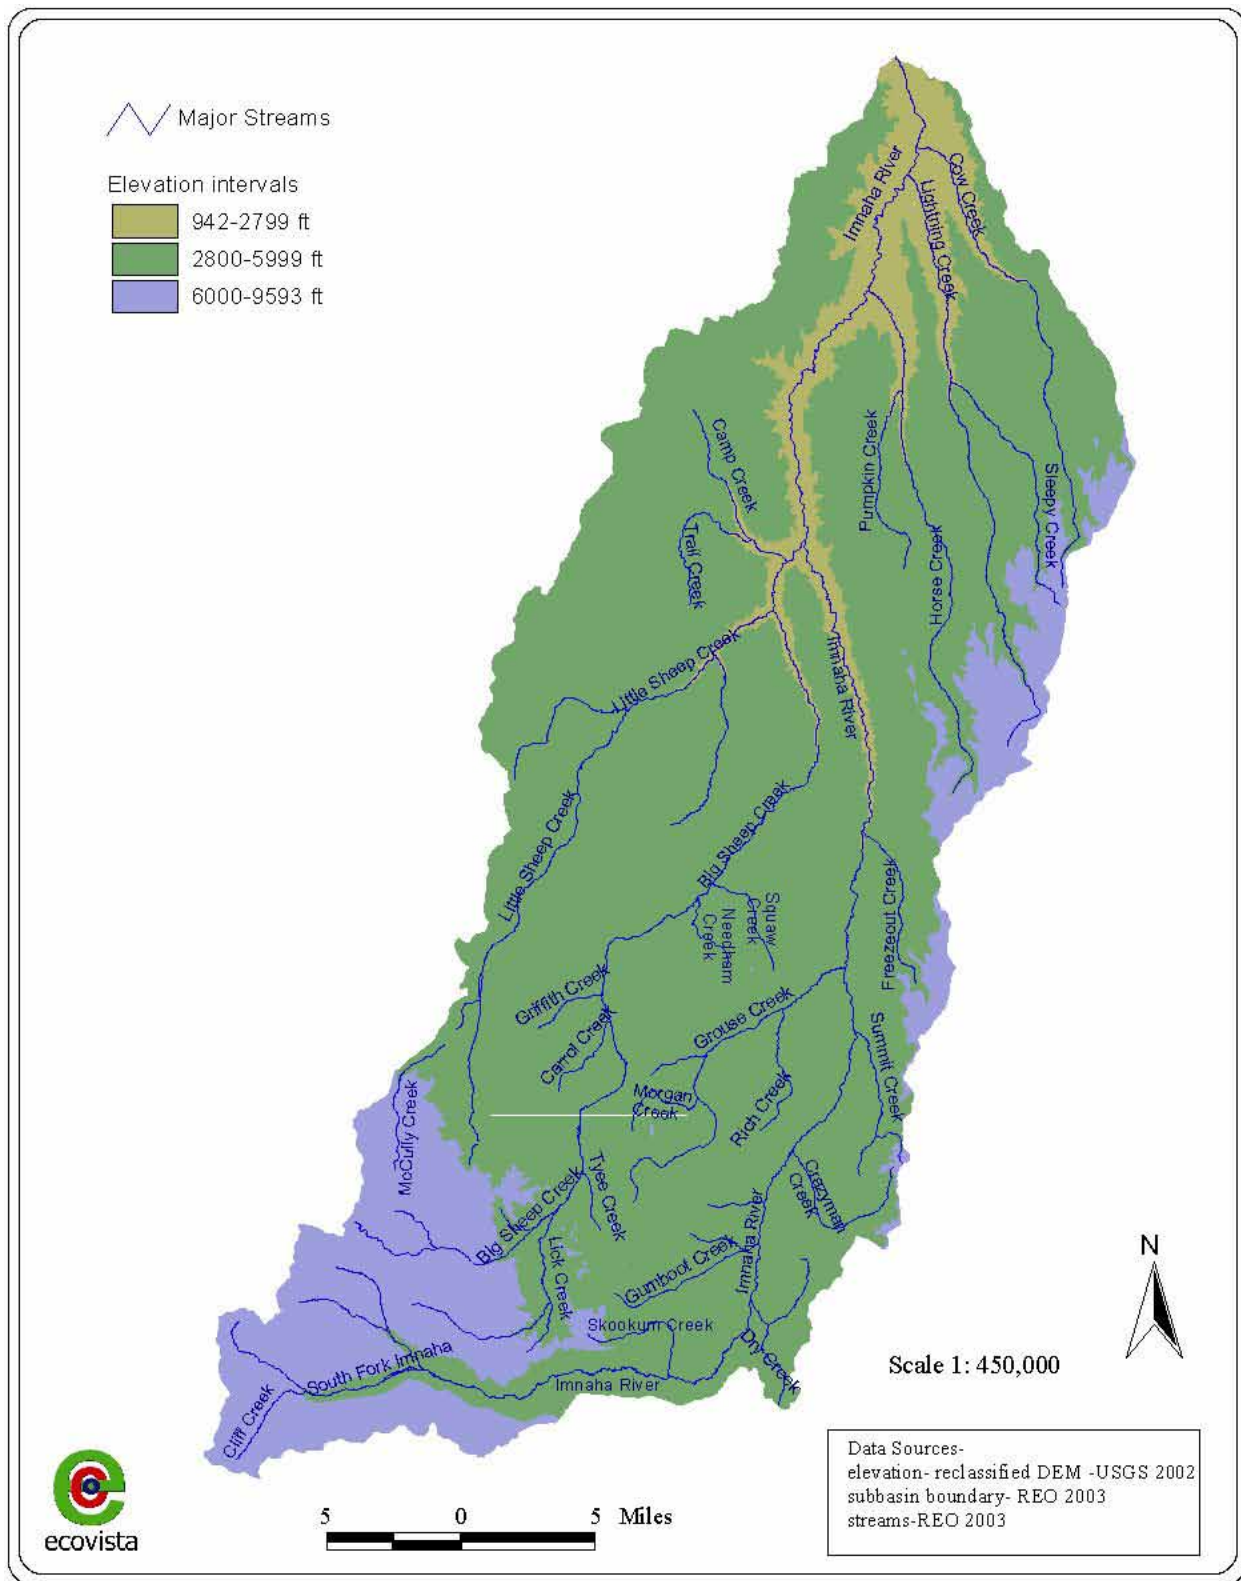 Major Streams
Elevation intervals
942-2799 ft
2800-5999 ft
6000-9593 ft
Imnaha River
Cow Creek
Lightning Creek
Camp Creek
Pumpkin Creek
Sleepy Creek
Trail Creek
Horse Creek
Little Sheep Creek
Imnaha River
Little Sheep Creek
Big Sheep Creek
Squaw
Creek
Needham
Creek
Freezeout Creek
Griffith Creek
Grouse Creek
Carrol Creek
Summit Creek
Morgan
Creek
Rich Creek
McCully Creek
Tyee Creek
Crazyman
Creek
Big Sheep Creek
Imnaha River
Lick Creek
Gumboot Creek
Skookum Creek
Dry Creek
South Fork Imnaha
Imnaha River
Cliff Creek
N
Scale 1: 450,000
Data Sources-
elevation- reclassified DEM -USGS 2002
subbasin boundary- REO 2003
streams-REO 2003
5 0 5 Miles
ecovista